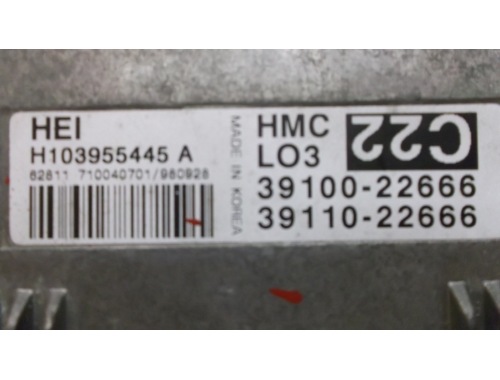 HEI
H103955445 A
62811 710040701/980928
MADE IN KOREA
HMC
LO3
C22
39100-22666
39110-22666